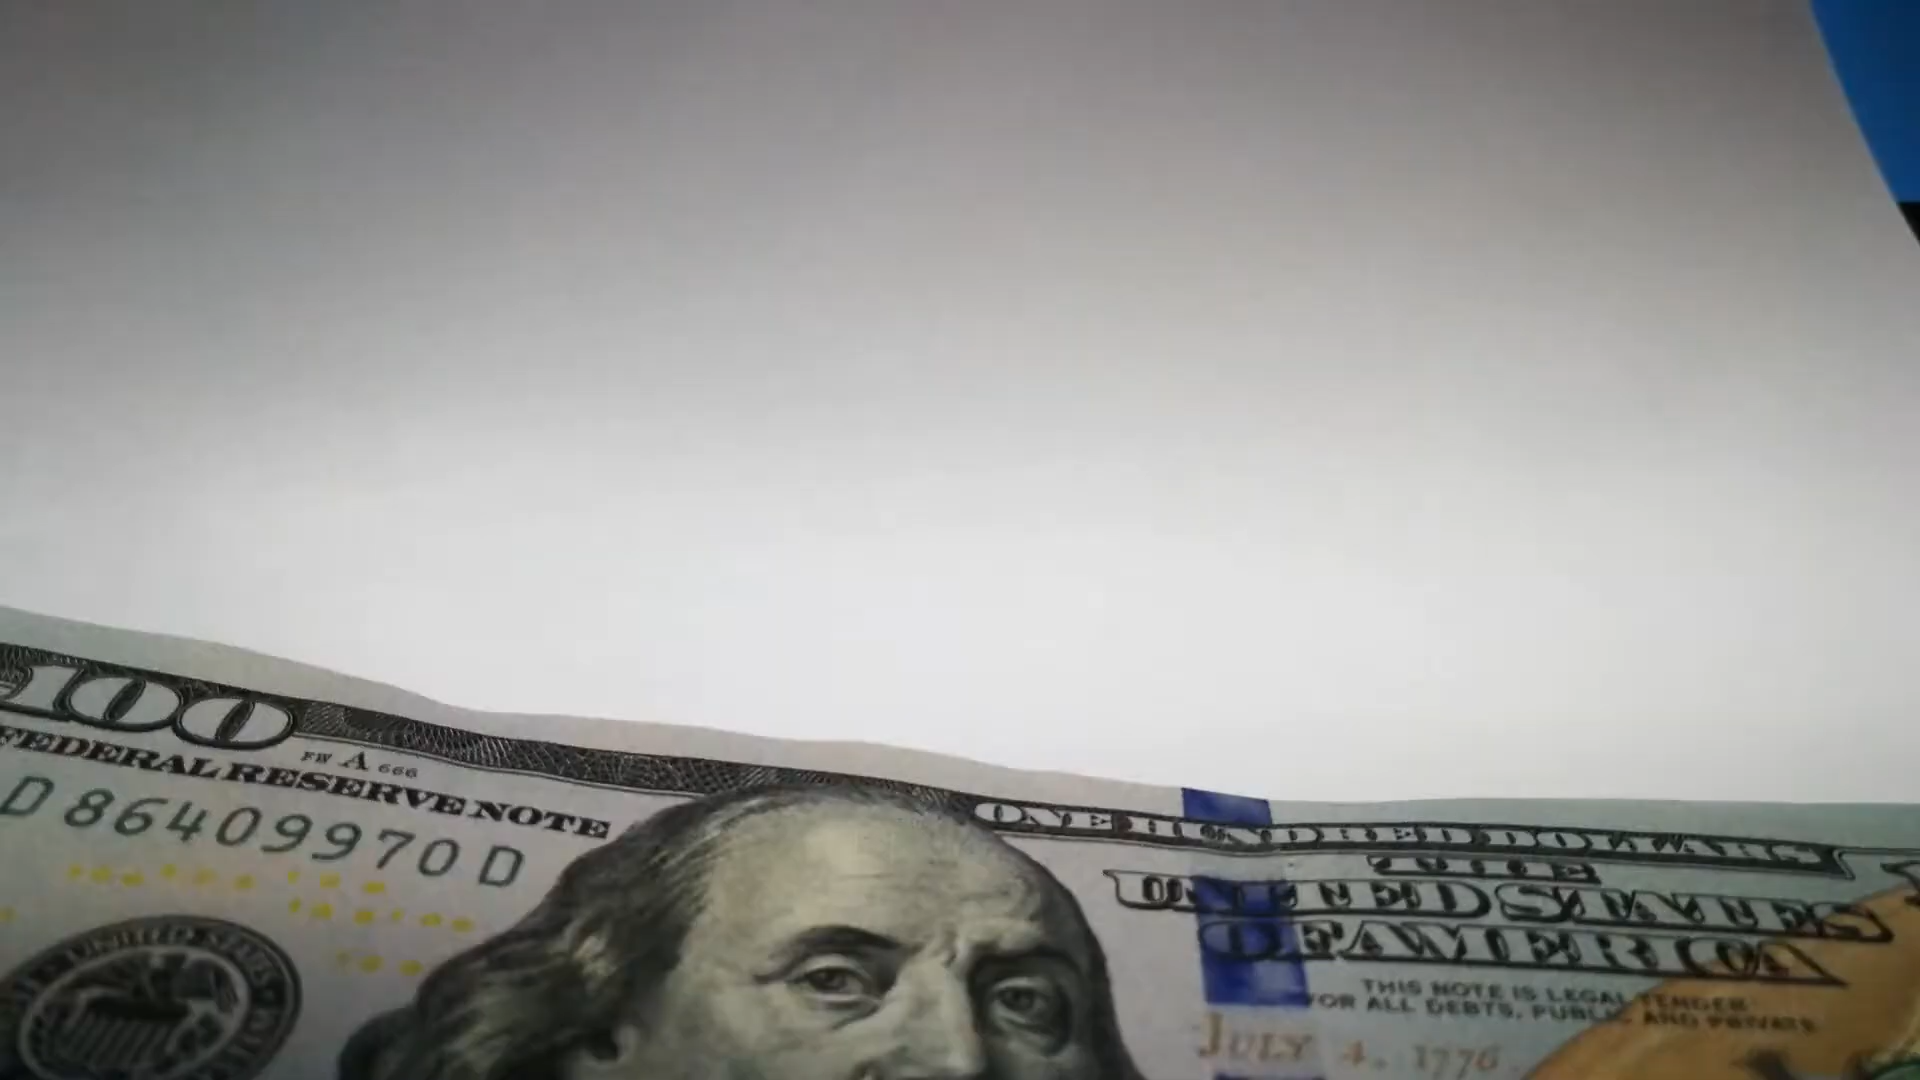 100
FEDERAL RESERVE NOTE
FW A 666
D 86409970 D
ONE HUNDRED DOLLARS
THE
UNITED STATES
OF AMERICA
THIS NOTE IS LEGAL TENDER
FOR ALL DEBTS, PUBLIC AND PRIVATE
JULY 4, 1776